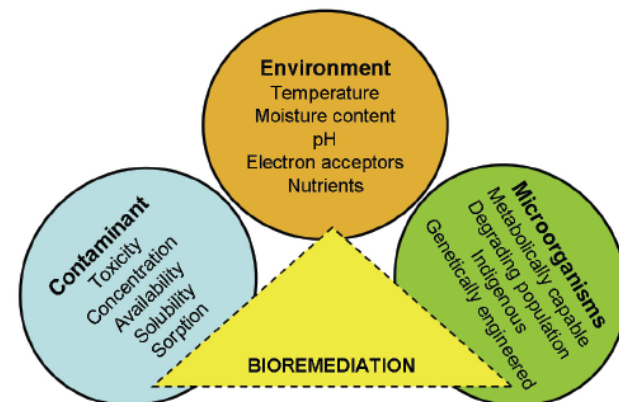 Environment
Temperature
Moisture content
pH
Electron acceptors
Nutrients
Contaminant
Toxicity
Concentration
Availability
Solubility
Sorption
Microorganisms
Metabolically capable
Degrading population
Indigenous
Genetically engineered
BIOREMEDIATION